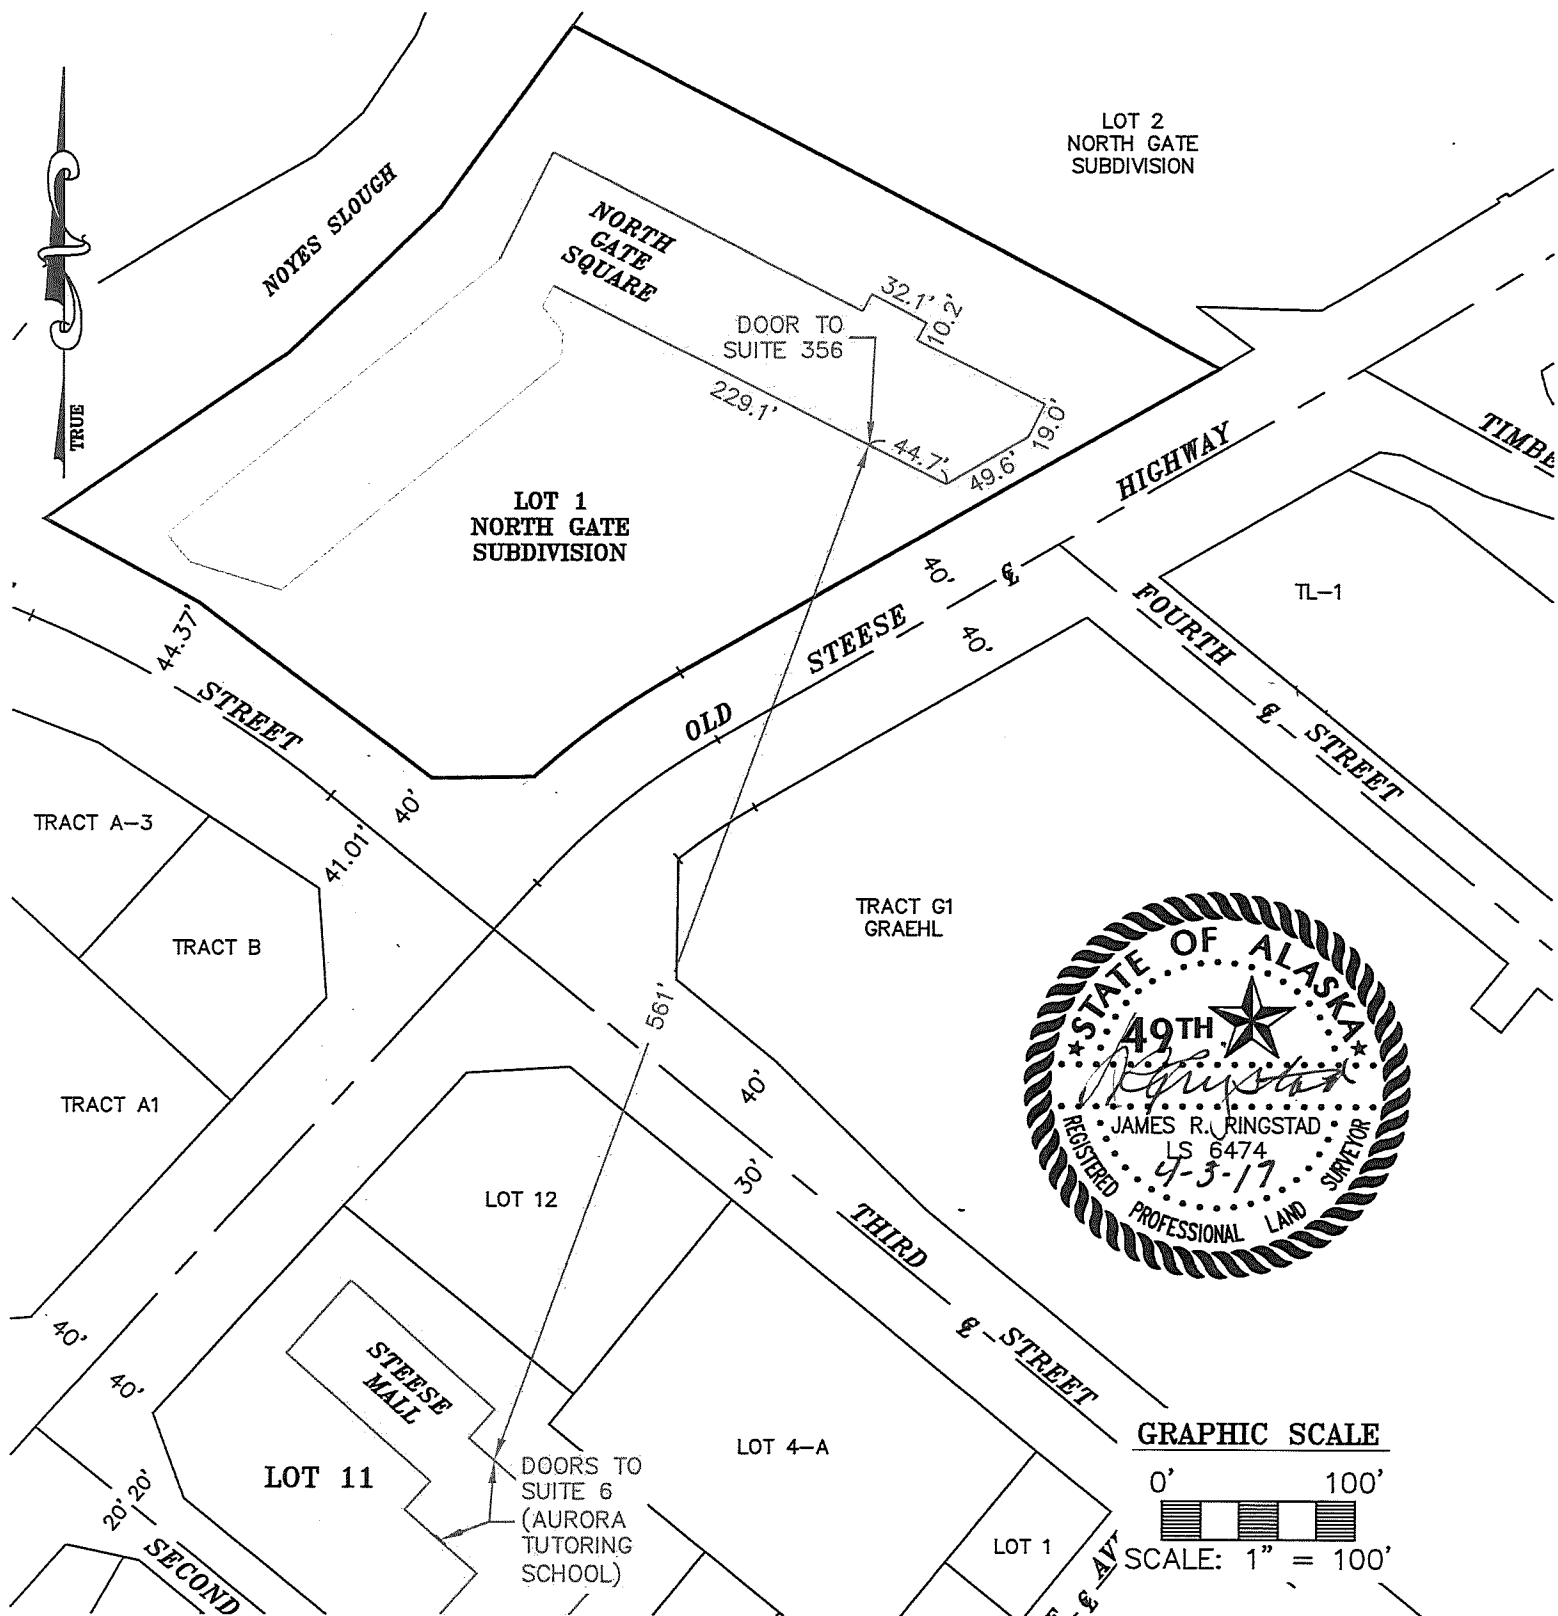 LOT 2
NORTH GATE
SUBDIVISION
NOYES SLOUGH
NORTH
GATE
SQUARE
32.1'
10.2'
DOOR TO
SUITE 356
229.1'
44.7'
49.6'
19.0'
TRUE
LOT 1
NORTH GATE
SUBDIVISION
HIGHWAY
STEESE
OLD
40'
℄
40'
FOURTH
℄
STREET
TL-1
44.37'
STREET
40'
41.01'
TRACT A-3
TRACT B
TRACT A1
TRACT G1
GRAEHL
561'
40'
30'
LOT 12
THIRD
℄
STREET
STATE OF ALASKA
49TH
JAMES R. RINGSTAD
LS 6474
4-3-17
REGISTERED PROFESSIONAL LAND SURVEYOR
40'
40'
STEESE
MALL
LOT 11
DOORS TO
SUITE 6
(AURORA
TUTORING
SCHOOL)
LOT 4-A
LOT 1
20' 20'
SECOND
℄
GRAPHIC SCALE
0' 100'
SCALE: 1" = 100'